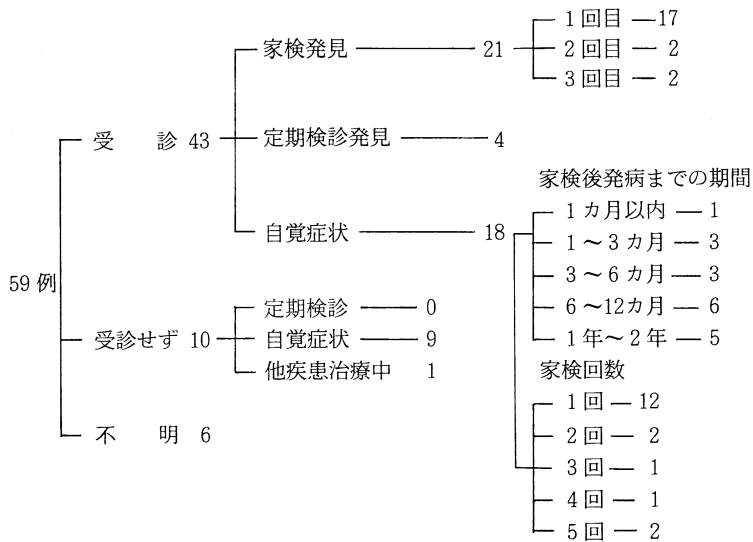 59例
受診 43
家検発見 21
1回目 17
2回目 2
3回目 2
定期検診発見 4
自覚症状 18
家検後発病までの期間
1カ月以内 1
1～3カ月 3
3～6カ月 3
6～12カ月 6
1年～2年 5
家検回数
1回 12
2回 2
3回 1
4回 1
5回 2
受診せず 10
定期検診 0
自覚症状 9
他疾患治療中 1
不明 6